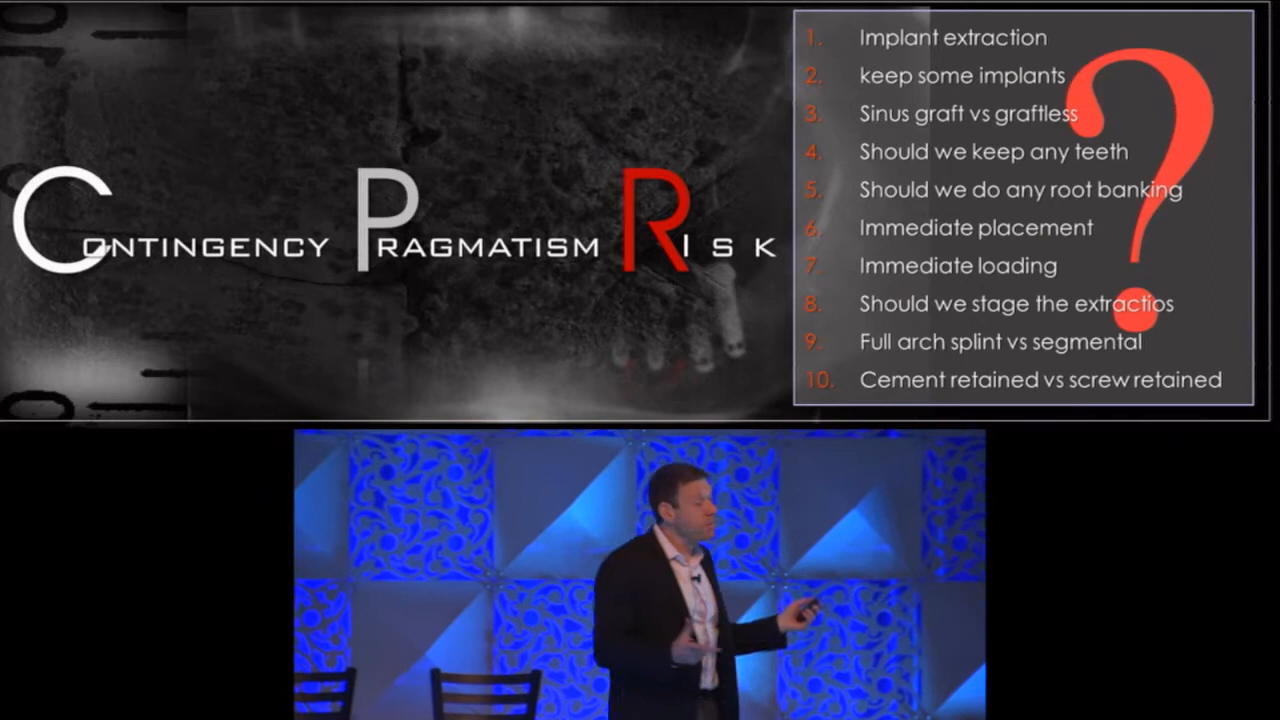 CONTINGENCY PRAGMATISM RISK
1. Implant extraction
2. keep some implants
3. Sinus graft vs graftless
4. Should we keep any teeth
5. Should we do any root banking
6. Immediate placement
7. Immediate loading
8. Should we stage the extractios
9. Full arch splint vs segmental
10. Cement retained vs screw retained
?